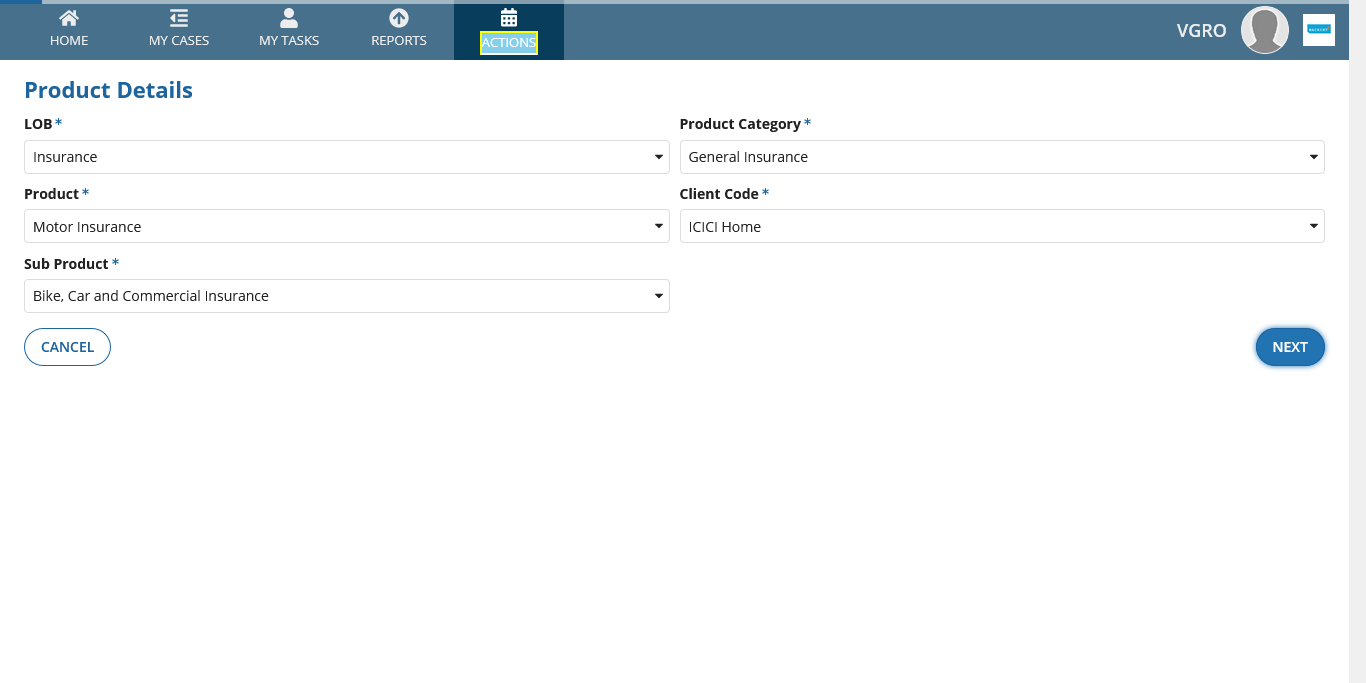 HOME MY CASES MY TASKS REPORTS ACTIONS VGRO
Product Details
LOB * Product Category *
Insurance General Insurance
Product * Client Code *
Motor Insurance ICICI Home
Sub Product *
Bike, Car and Commercial Insurance
CANCEL NEXT